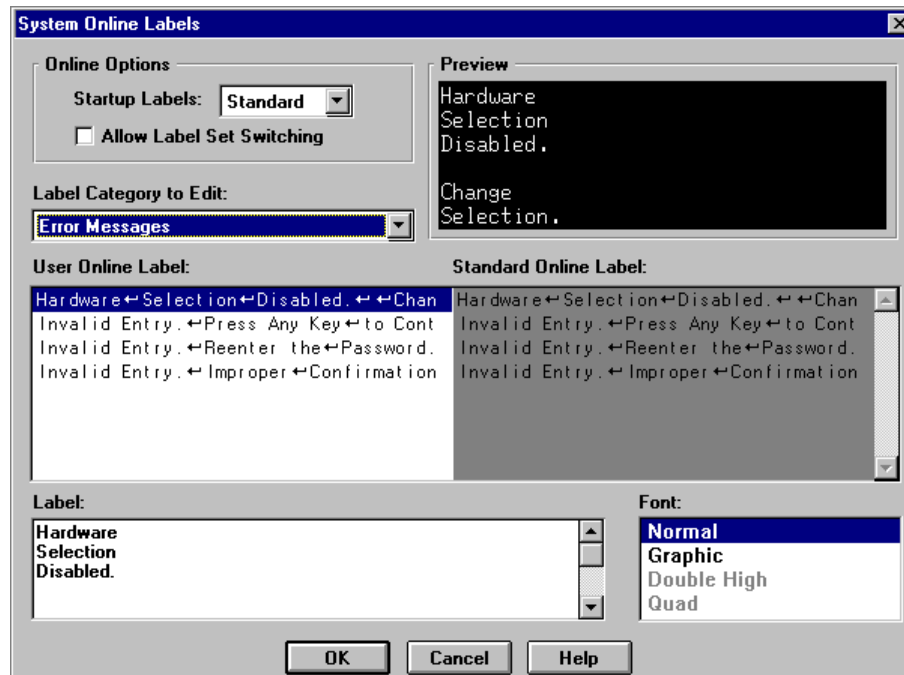 System Online Labels
Online Options
Startup Labels: Standard
Allow Label Set Switching
Preview
Hardware
Selection
Disabled.
Change
Selection.
Label Category to Edit:
Error Messages
User Online Label:
Hardware↵Selection↵Disabled.↵ ↵Chan
Invalid Entry.↵Press Any Key↵to Cont
Invalid Entry.↵Reenter the↵Password.
Invalid Entry.↵Improper↵Confirmation
Standard Online Label:
Hardware↵Selection↵Disabled.↵ ↵Chan
Invalid Entry.↵Press Any Key↵to Cont
Invalid Entry.↵Reenter the↵Password.
Invalid Entry.↵Improper↵Confirmation
Label:
Hardware
Selection
Disabled.
Font:
Normal
Graphic
Double High
Quad
OK
Cancel
Help